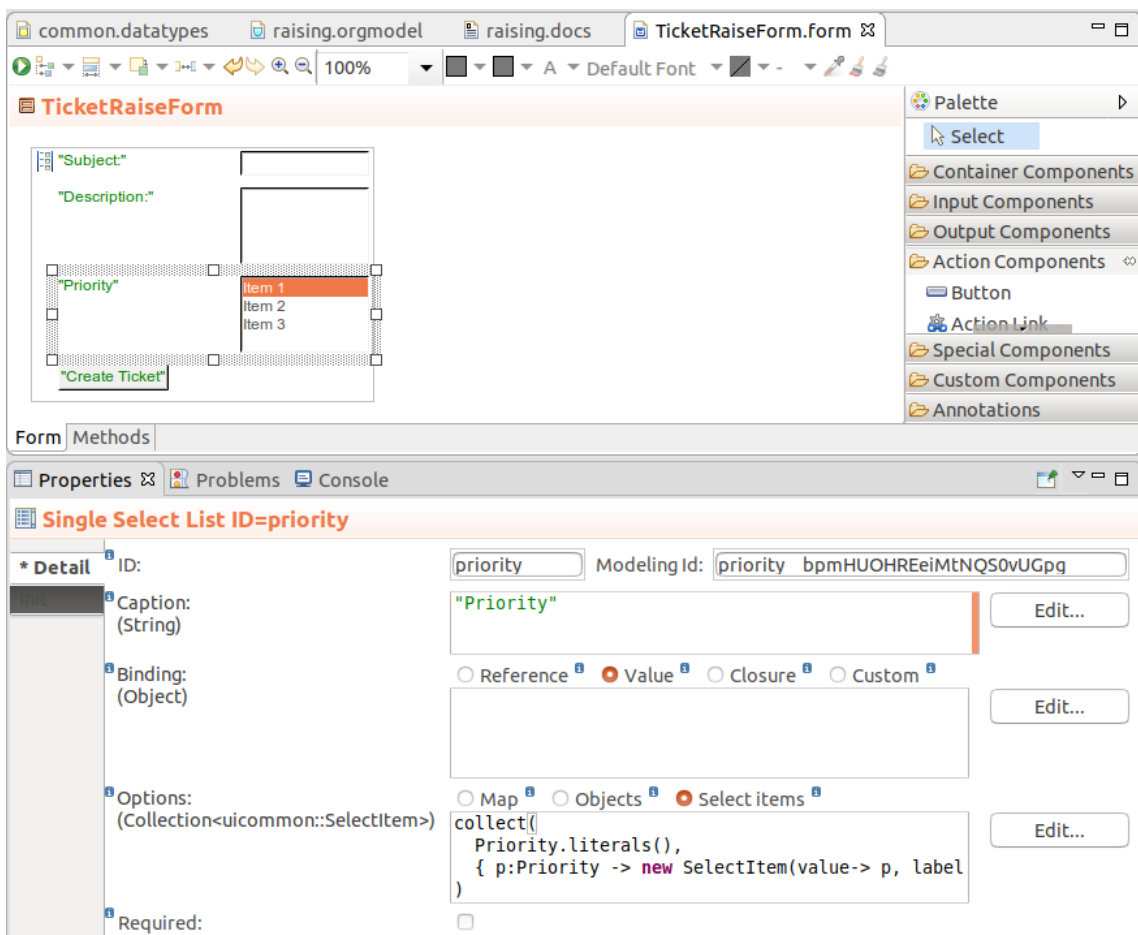 common.datatypes raising.orgmodel raising.docs TicketRaiseForm.form
100% A Default Font -
TicketRaiseForm
Palette
Select
Container Components
Input Components
Output Components
Action Components
Button
Action Link
Special Components
Custom Components
Annotations
"Subject:"
"Description:"
"Priority"
Item 1
Item 2
Item 3
"Create Ticket"
Form Methods
Properties Problems Console
Single Select List ID=priority
* Detail
Init
ID: priority Modeling Id: priority bpmHUOHREeiMtNQS0vUGpg
Caption: "Priority" Edit...
(String)
Binding: Reference Value Closure Custom
(Object) Edit...
Options: Map Objects Select items
(Collection<uicommon::SelectItem>) collect( Edit...
Priority.literals(),
{ p:Priority -> new SelectItem(value-> p, label
)
Required: